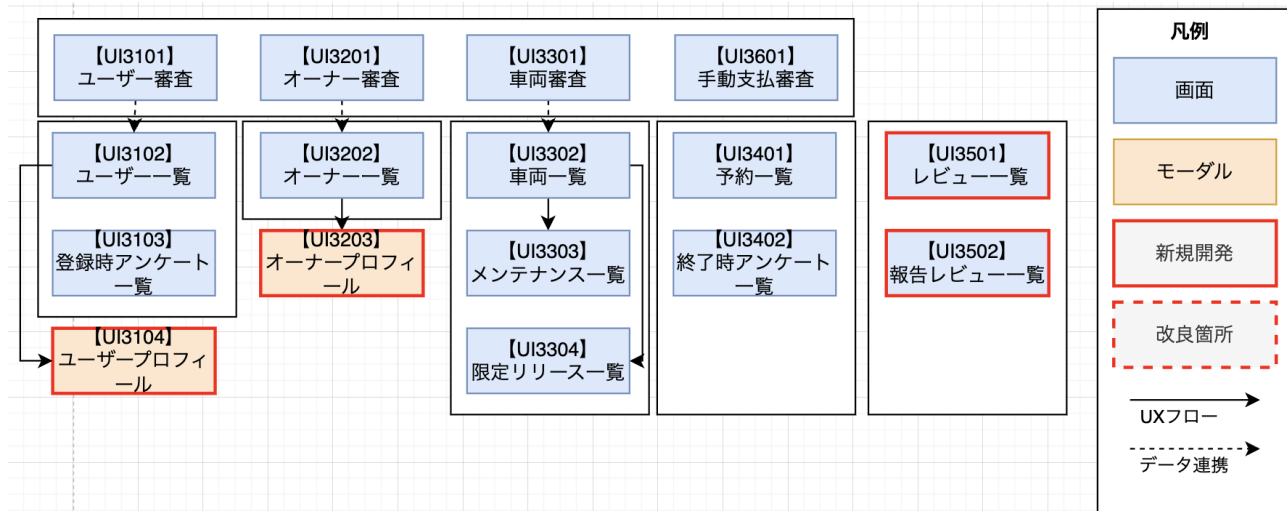 【UI3101】
ユーザー審査
【UI3201】
オーナー審査
【UI3301】
車両審査
【UI3601】
手動支払審査
【UI3102】
ユーザー一覧
【UI3202】
オーナー一覧
【UI3302】
車両一覧
【UI3401】
予約一覧
【UI3501】
レビュー一覧
【UI3103】
登録時アンケート
一覧
【UI3203】
オーナープロフィ
ール
【UI3303】
メンテナンス一覧
【UI3402】
終了時アンケート
一覧
【UI3502】
報告レビュー一覧
【UI3104】
ユーザープロフィ
ール
【UI3304】
限定リリース一覧
凡例
画面
モーダル
新規開発
改良箇所
UXフロー
データ連携